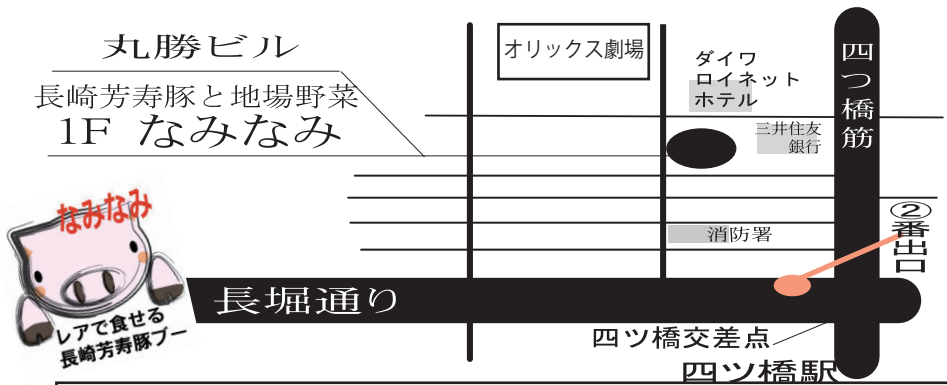 丸勝ビル
長崎芳寿豚と地場野菜
1F なみなみ
オリックス劇場
ダイワ
ロイネット
ホテル
三井住友
銀行
四つ橋筋
消防署
②番出口
なみなみ
レアで食せる
長崎芳寿豚ブー
長堀通り
四ツ橋交差点
四ツ橋駅